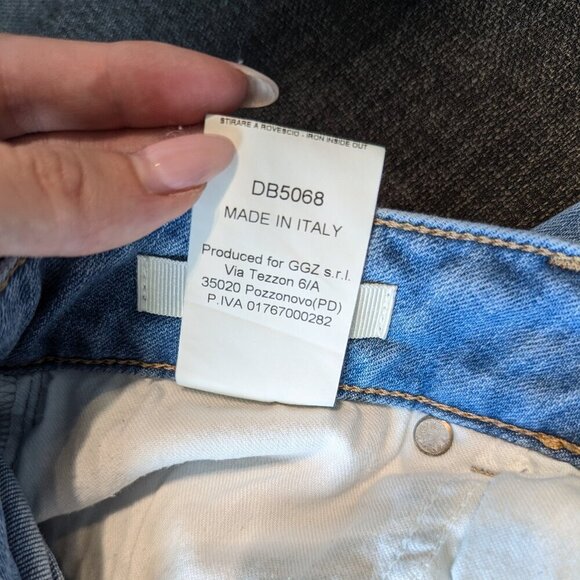 STIRARE A ROVESCIO - IRON INSIDE OUT
DB5068
MADE IN ITALY
Produced for GGZ s.r.l.
Via Tezzon 6/A
35020 Pozzonovo(PD)
P.IVA 01767000282